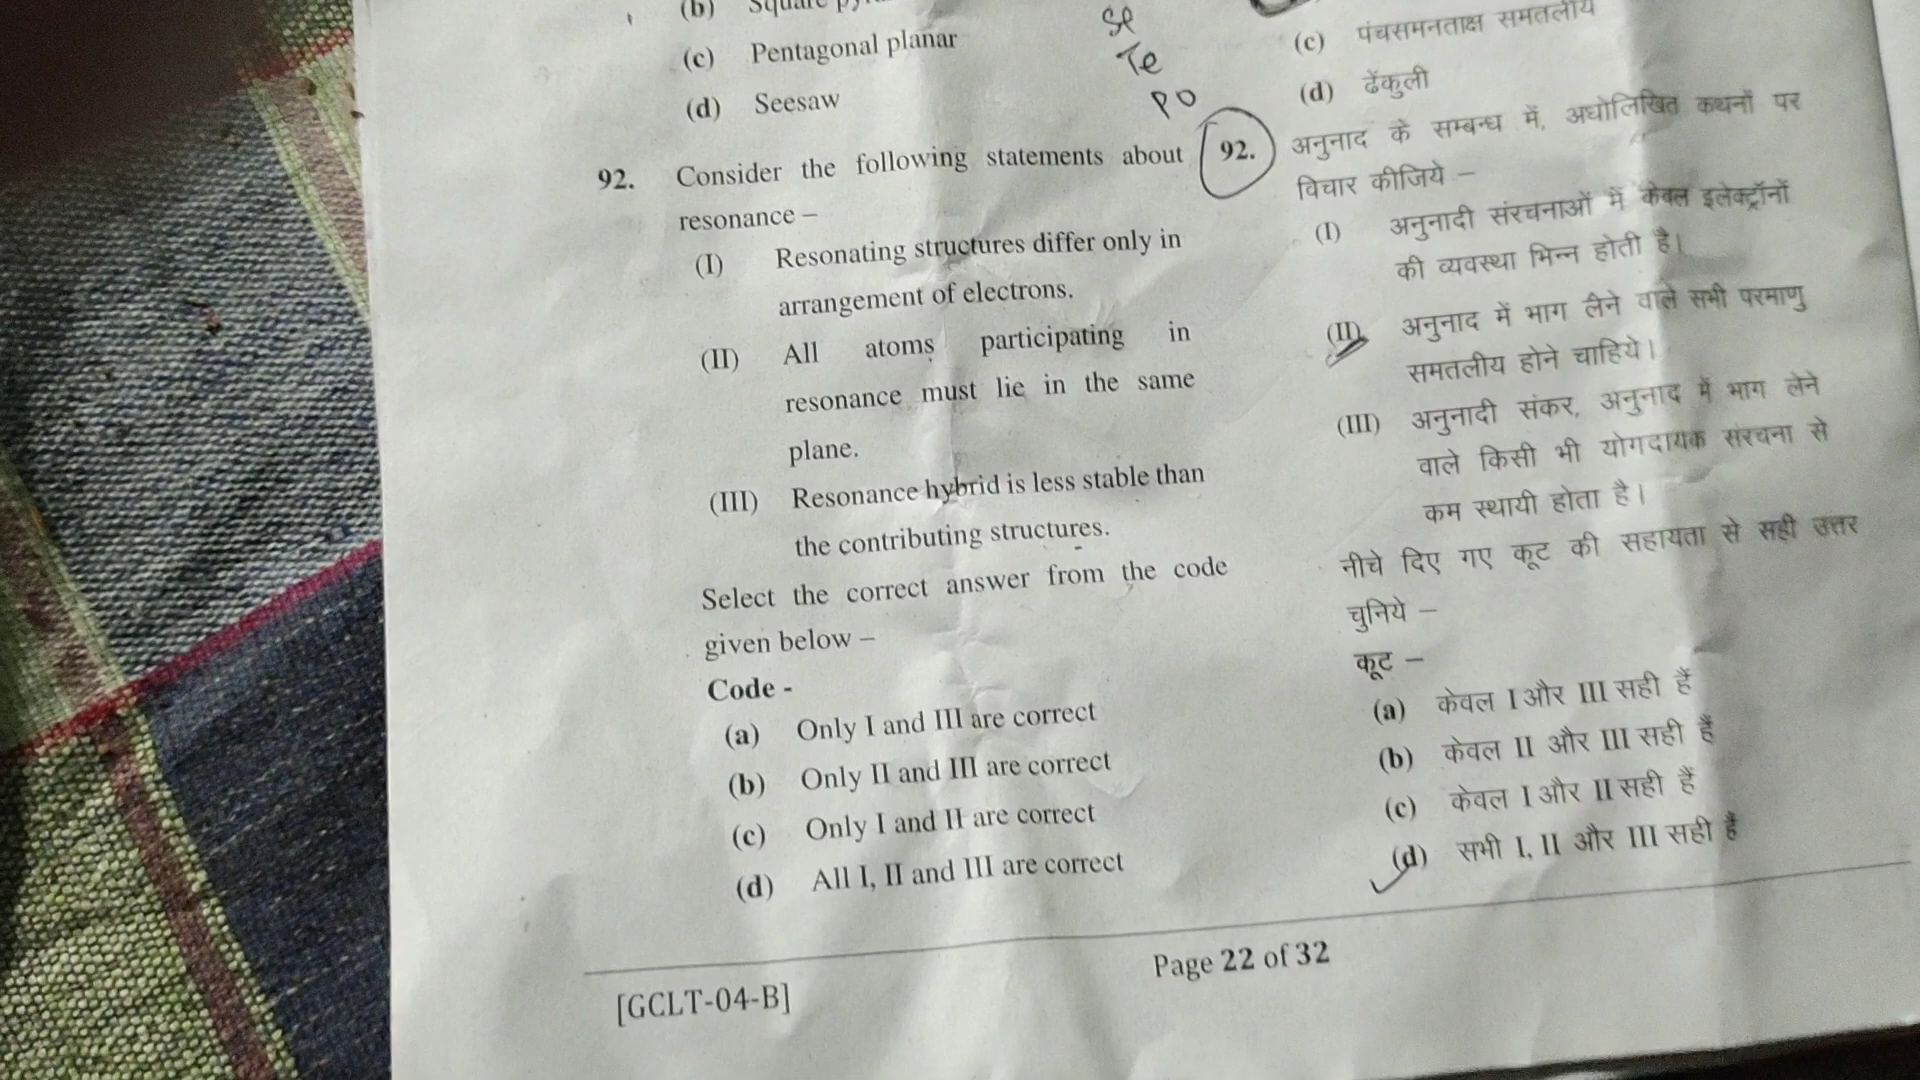 (b) Square
(c) Pentagonal planar
(d) Seesaw
92. Consider the following statements about
resonance –
(I) Resonating structures differ only in
arrangement of electrons.
(II) All atoms participating in
resonance must lie in the same
plane.
(III) Resonance hybrid is less stable than
the contributing structures.
Select the correct answer from the code
given below –
Code -
(a) Only I and III are correct
(b) Only II and III are correct
(c) Only I and II are correct
(d) All I, II and III are correct
Se
Te
PO
(c) पंचसमनताक्ष समतलीय
(d) ढेंकुली
92. अनुनाद के सम्बन्ध में, अधोलिखित कथनों पर
विचार कीजिये –
(I) अनुनादी संरचनाओं में केवल इलेक्ट्रॉनों
की व्यवस्था भिन्न होती है।
(II) अनुनाद में भाग लेने वाले सभी परमाणु
समतलीय होने चाहिये।
(III) अनुनादी संकर, अनुनाद में भाग लेने
वाले किसी भी योगदायक संरचना से
कम स्थायी होता है।
नीचे दिए गए कूट की सहायता से सही उत्तर
चुनिये –
कूट –
(a) केवल I और III सही हैं
(b) केवल II और III सही हैं
(c) केवल I और II सही हैं
(d) सभी I, II और III सही हैं
[GCLT-04-B]
Page 22 of 32